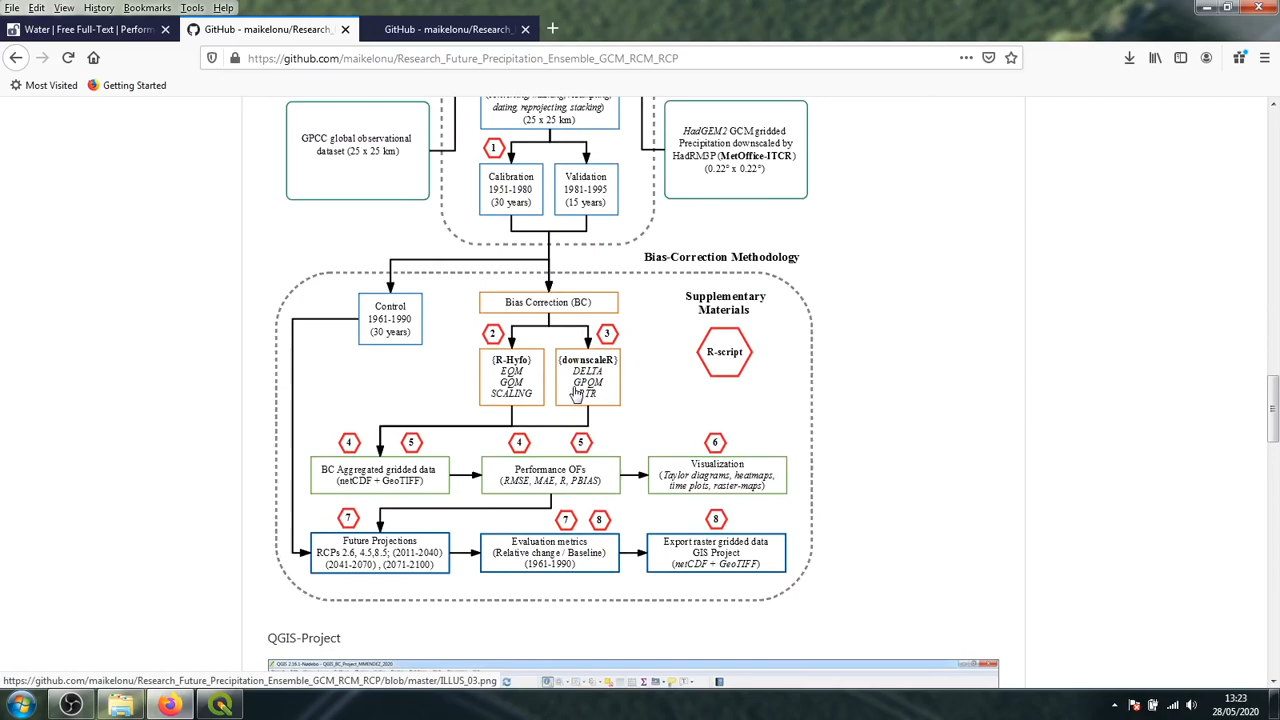 File Edit View History Bookmarks Tools Help
Water | Free Full-Text | Perform
GitHub - maikelonu/Research_
GitHub - maikelonu/Research_
https://github.com/maikelonu/Research_Future_Precipitation_Ensemble_GCM_RCM_RCP
Most Visited
Getting Started
dating, reprojecting, stacking)
(25 x 25 km)
GPCC global observational
dataset (25 x 25 km)
HadGEM2 GCM gridded
Precipitation downscaled by
HadRM3P (MetOffice-ITCR)
(0.22° x 0.22°)
1
Calibration
1951-1980
(30 years)
Validation
1981-1995
(15 years)
Bias-Correction Methodology
Control
1961-1990
(30 years)
Bias Correction (BC)
Supplementary
Materials
R-script
2
3
{R-Hyfo}
EQM
GQM
SCALING
{downscaleR}
DELTA
GPQM
4
5
4
5
6
BC Aggregated gridded data
(netCDF + GeoTIFF)
Performance OFs
(RMSE, MAE, R, PBIAS)
Visualization
(Taylor diagrams, heatmaps,
time plots, raster-maps)
7
7
8
8
Future Projections
RCPs 2.6, 4.5,8.5; (2011-2040)
(2041-2070) , (2071-2100)
Evaluation metrics
(Relative change / Baseline)
(1961-1990)
Export raster gridded data
GIS Project
(netCDF + GeoTIFF)
QGIS-Project
https://github.com/maikelonu/Research_Future_Precipitation_Ensemble_GCM_RCM_RCP/blob/master/ILLUS_03.png
13:23
28/05/2020